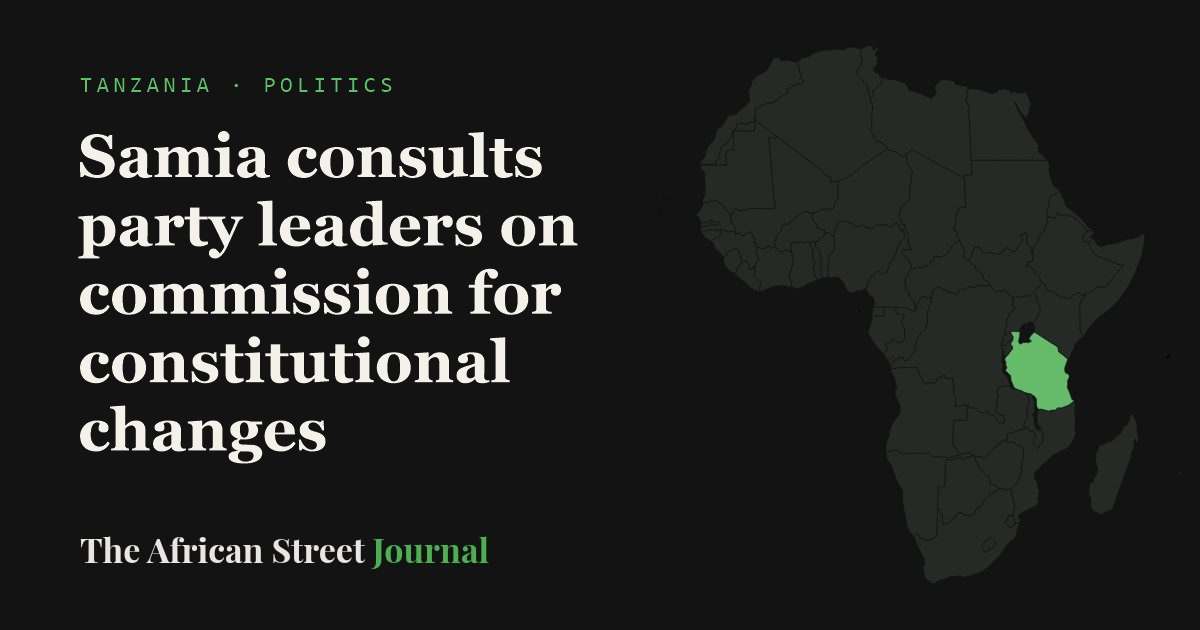 TANZANIA · POLITICS
Samia consults
party leaders on
commission for
constitutional
changes
The African Street Journal